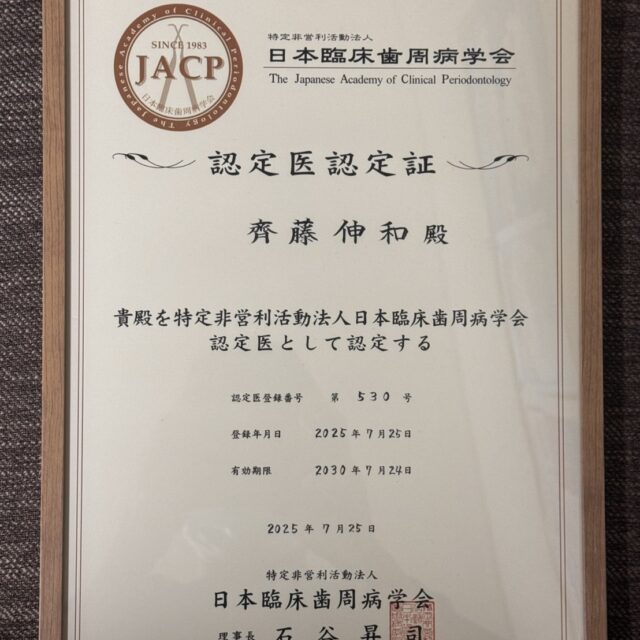 The Japanese Academy of Clinical Periodontology
SINCE 1983
JACP
日本臨床歯周病学会
特定非営利活動法人
日本臨床歯周病学会
The Japanese Academy of Clinical Periodontology
認定医認定証
齊藤伸和殿
貴殿を特定非営利活動法人日本臨床歯周病学会
認定医として認定する
認定医登録番号 第 530 号
登録年月日 2025年7月25日
有効期限 2030年7月24日
2025年7月25日
特定非営利活動法人
日本臨床歯周病学会
理事長 石谷昇司